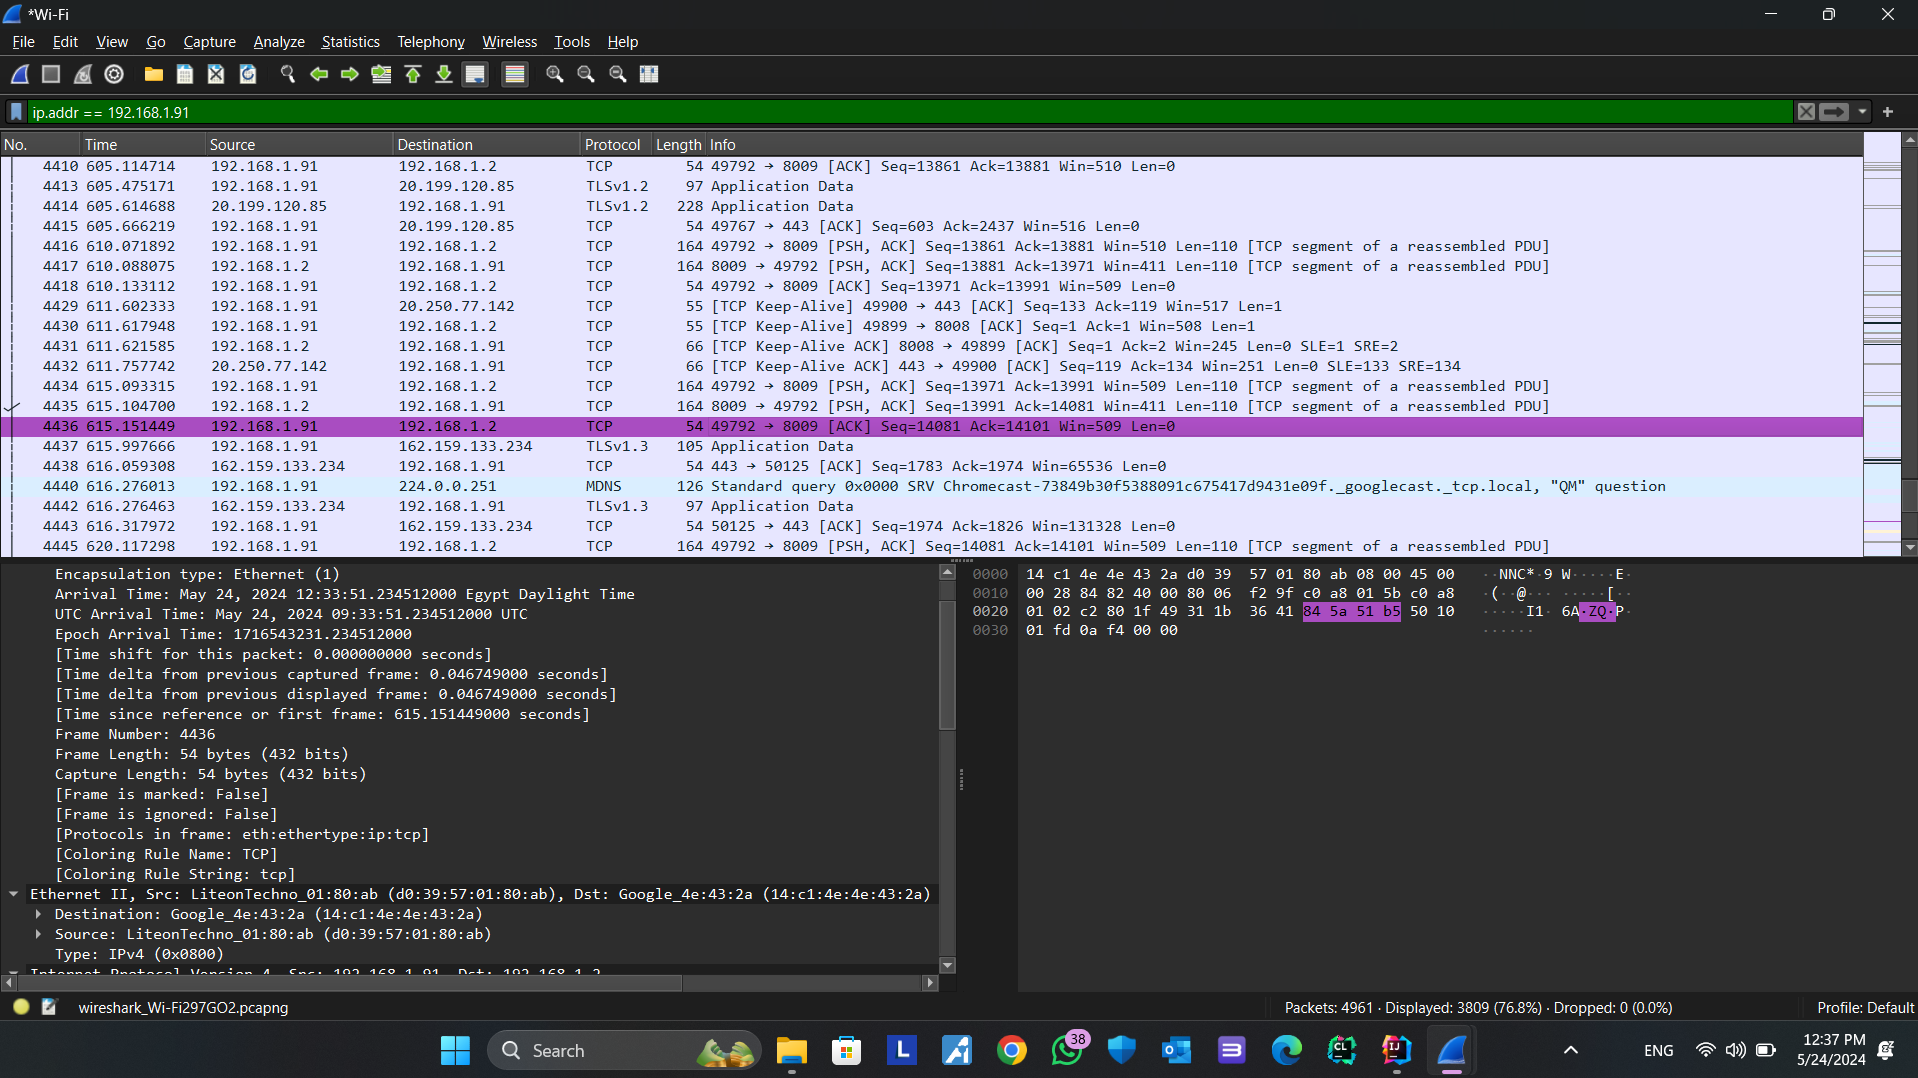 *Wi-Fi
File Edit View Go Capture Analyze Statistics Telephony Wireless Tools Help
ip.addr == 192.168.1.91
No. Time Source Destination Protocol Length Info
4410 605.114714 192.168.1.91 192.168.1.2 TCP 54 49792 → 8009 [ACK] Seq=13861 Ack=13881 Win=510 Len=0
4413 605.475171 192.168.1.91 20.199.120.85 TLSv1.2 97 Application Data
4414 605.614688 20.199.120.85 192.168.1.91 TLSv1.2 228 Application Data
4415 605.666219 192.168.1.91 20.199.120.85 TCP 54 49767 → 443 [ACK] Seq=603 Ack=2437 Win=516 Len=0
4416 610.071892 192.168.1.91 192.168.1.2 TCP 164 49792 → 8009 [PSH, ACK] Seq=13861 Ack=13881 Win=510 Len=110 [TCP segment of a reassembled PDU]
4417 610.088075 192.168.1.2 192.168.1.91 TCP 164 8009 → 49792 [PSH, ACK] Seq=13881 Ack=13971 Win=411 Len=110 [TCP segment of a reassembled PDU]
4418 610.133112 192.168.1.91 192.168.1.2 TCP 54 49792 → 8009 [ACK] Seq=13971 Ack=13991 Win=509 Len=0
4429 611.602333 192.168.1.91 20.250.77.142 TCP 55 [TCP Keep-Alive] 49900 → 443 [ACK] Seq=133 Ack=119 Win=517 Len=1
4430 611.617948 192.168.1.91 192.168.1.2 TCP 55 [TCP Keep-Alive] 49899 → 8008 [ACK] Seq=1 Ack=1 Win=508 Len=1
4431 611.621585 192.168.1.2 192.168.1.91 TCP 66 [TCP Keep-Alive ACK] 8008 → 49899 [ACK] Seq=1 Ack=2 Win=245 Len=0 SLE=1 SRE=2
4432 611.757742 20.250.77.142 192.168.1.91 TCP 66 [TCP Keep-Alive ACK] 443 → 49900 [ACK] Seq=119 Ack=134 Win=251 Len=0 SLE=133 SRE=134
4434 615.093315 192.168.1.91 192.168.1.2 TCP 164 49792 → 8009 [PSH, ACK] Seq=13971 Ack=13991 Win=509 Len=110 [TCP segment of a reassembled PDU]
4435 615.104700 192.168.1.2 192.168.1.91 TCP 164 8009 → 49792 [PSH, ACK] Seq=13991 Ack=14081 Win=411 Len=110 [TCP segment of a reassembled PDU]
4436 615.151449 192.168.1.91 192.168.1.2 TCP 54 49792 → 8009 [ACK] Seq=14081 Ack=14101 Win=509 Len=0
4437 615.997666 192.168.1.91 162.159.133.234 TLSv1.3 105 Application Data
4438 616.059308 162.159.133.234 192.168.1.91 TCP 54 443 → 50125 [ACK] Seq=1783 Ack=1974 Win=65536 Len=0
4440 616.276013 192.168.1.91 224.0.0.251 MDNS 126 Standard query 0x0000 SRV Chromecast-73849b30f5388091c675417d9431e09f._googlecast._tcp.local, "QM" question
4442 616.276463 162.159.133.234 192.168.1.91 TLSv1.3 97 Application Data
4443 616.317972 192.168.1.91 162.159.133.234 TCP 54 50125 → 443 [ACK] Seq=1974 Ack=1826 Win=131328 Len=0
4445 620.117298 192.168.1.91 192.168.1.2 TCP 164 49792 → 8009 [PSH, ACK] Seq=14081 Ack=14101 Win=509 Len=110 [TCP segment of a reassembled PDU]
Encapsulation type: Ethernet (1)
Arrival Time: May 24, 2024 12:33:51.234512000 Egypt Daylight Time
UTC Arrival Time: May 24, 2024 09:33:51.234512000 UTC
Epoch Arrival Time: 1716543231.234512000
[Time shift for this packet: 0.000000000 seconds]
[Time delta from previous captured frame: 0.046749000 seconds]
[Time delta from previous displayed frame: 0.046749000 seconds]
[Time since reference or first frame: 615.151449000 seconds]
Frame Number: 4436
Frame Length: 54 bytes (432 bits)
Capture Length: 54 bytes (432 bits)
[Frame is marked: False]
[Frame is ignored: False]
[Protocols in frame: eth:ethertype:ip:tcp]
[Coloring Rule Name: TCP]
[Coloring Rule String: tcp]
Ethernet II, Src: LiteonTechno_01:80:ab (d0:39:57:01:80:ab), Dst: Google_4e:43:2a (14:c1:4e:4e:43:2a)
Destination: Google_4e:43:2a (14:c1:4e:4e:43:2a)
Source: LiteonTechno_01:80:ab (d0:39:57:01:80:ab)
Type: IPv4 (0x0800)
Internet Protocol Version 4, Src: 192.168.1.91, Dst: 192.168.1.2
0000 14 c1 4e 4e 43 2a d0 39 57 01 80 ab 08 00 45 00 ··NNC*·9 W·····E·
0010 00 28 84 82 40 00 80 06 f2 9f c0 a8 01 5b c0 a8 ·(··@··· ·····[··
0020 01 02 c2 80 1f 49 31 1b 36 41 84 5a 51 b5 50 10 ·····I1· 6A·ZQ·P·
0030 01 fd 0a f4 00 00 ······
wireshark_Wi-Fi297GO2.pcapng
Packets: 4961 · Displayed: 3809 (76.8%) · Dropped: 0 (0.0%)
Profile: Default
Search
L
38
CL
IJ
ENG
12:37 PM
5/24/2024